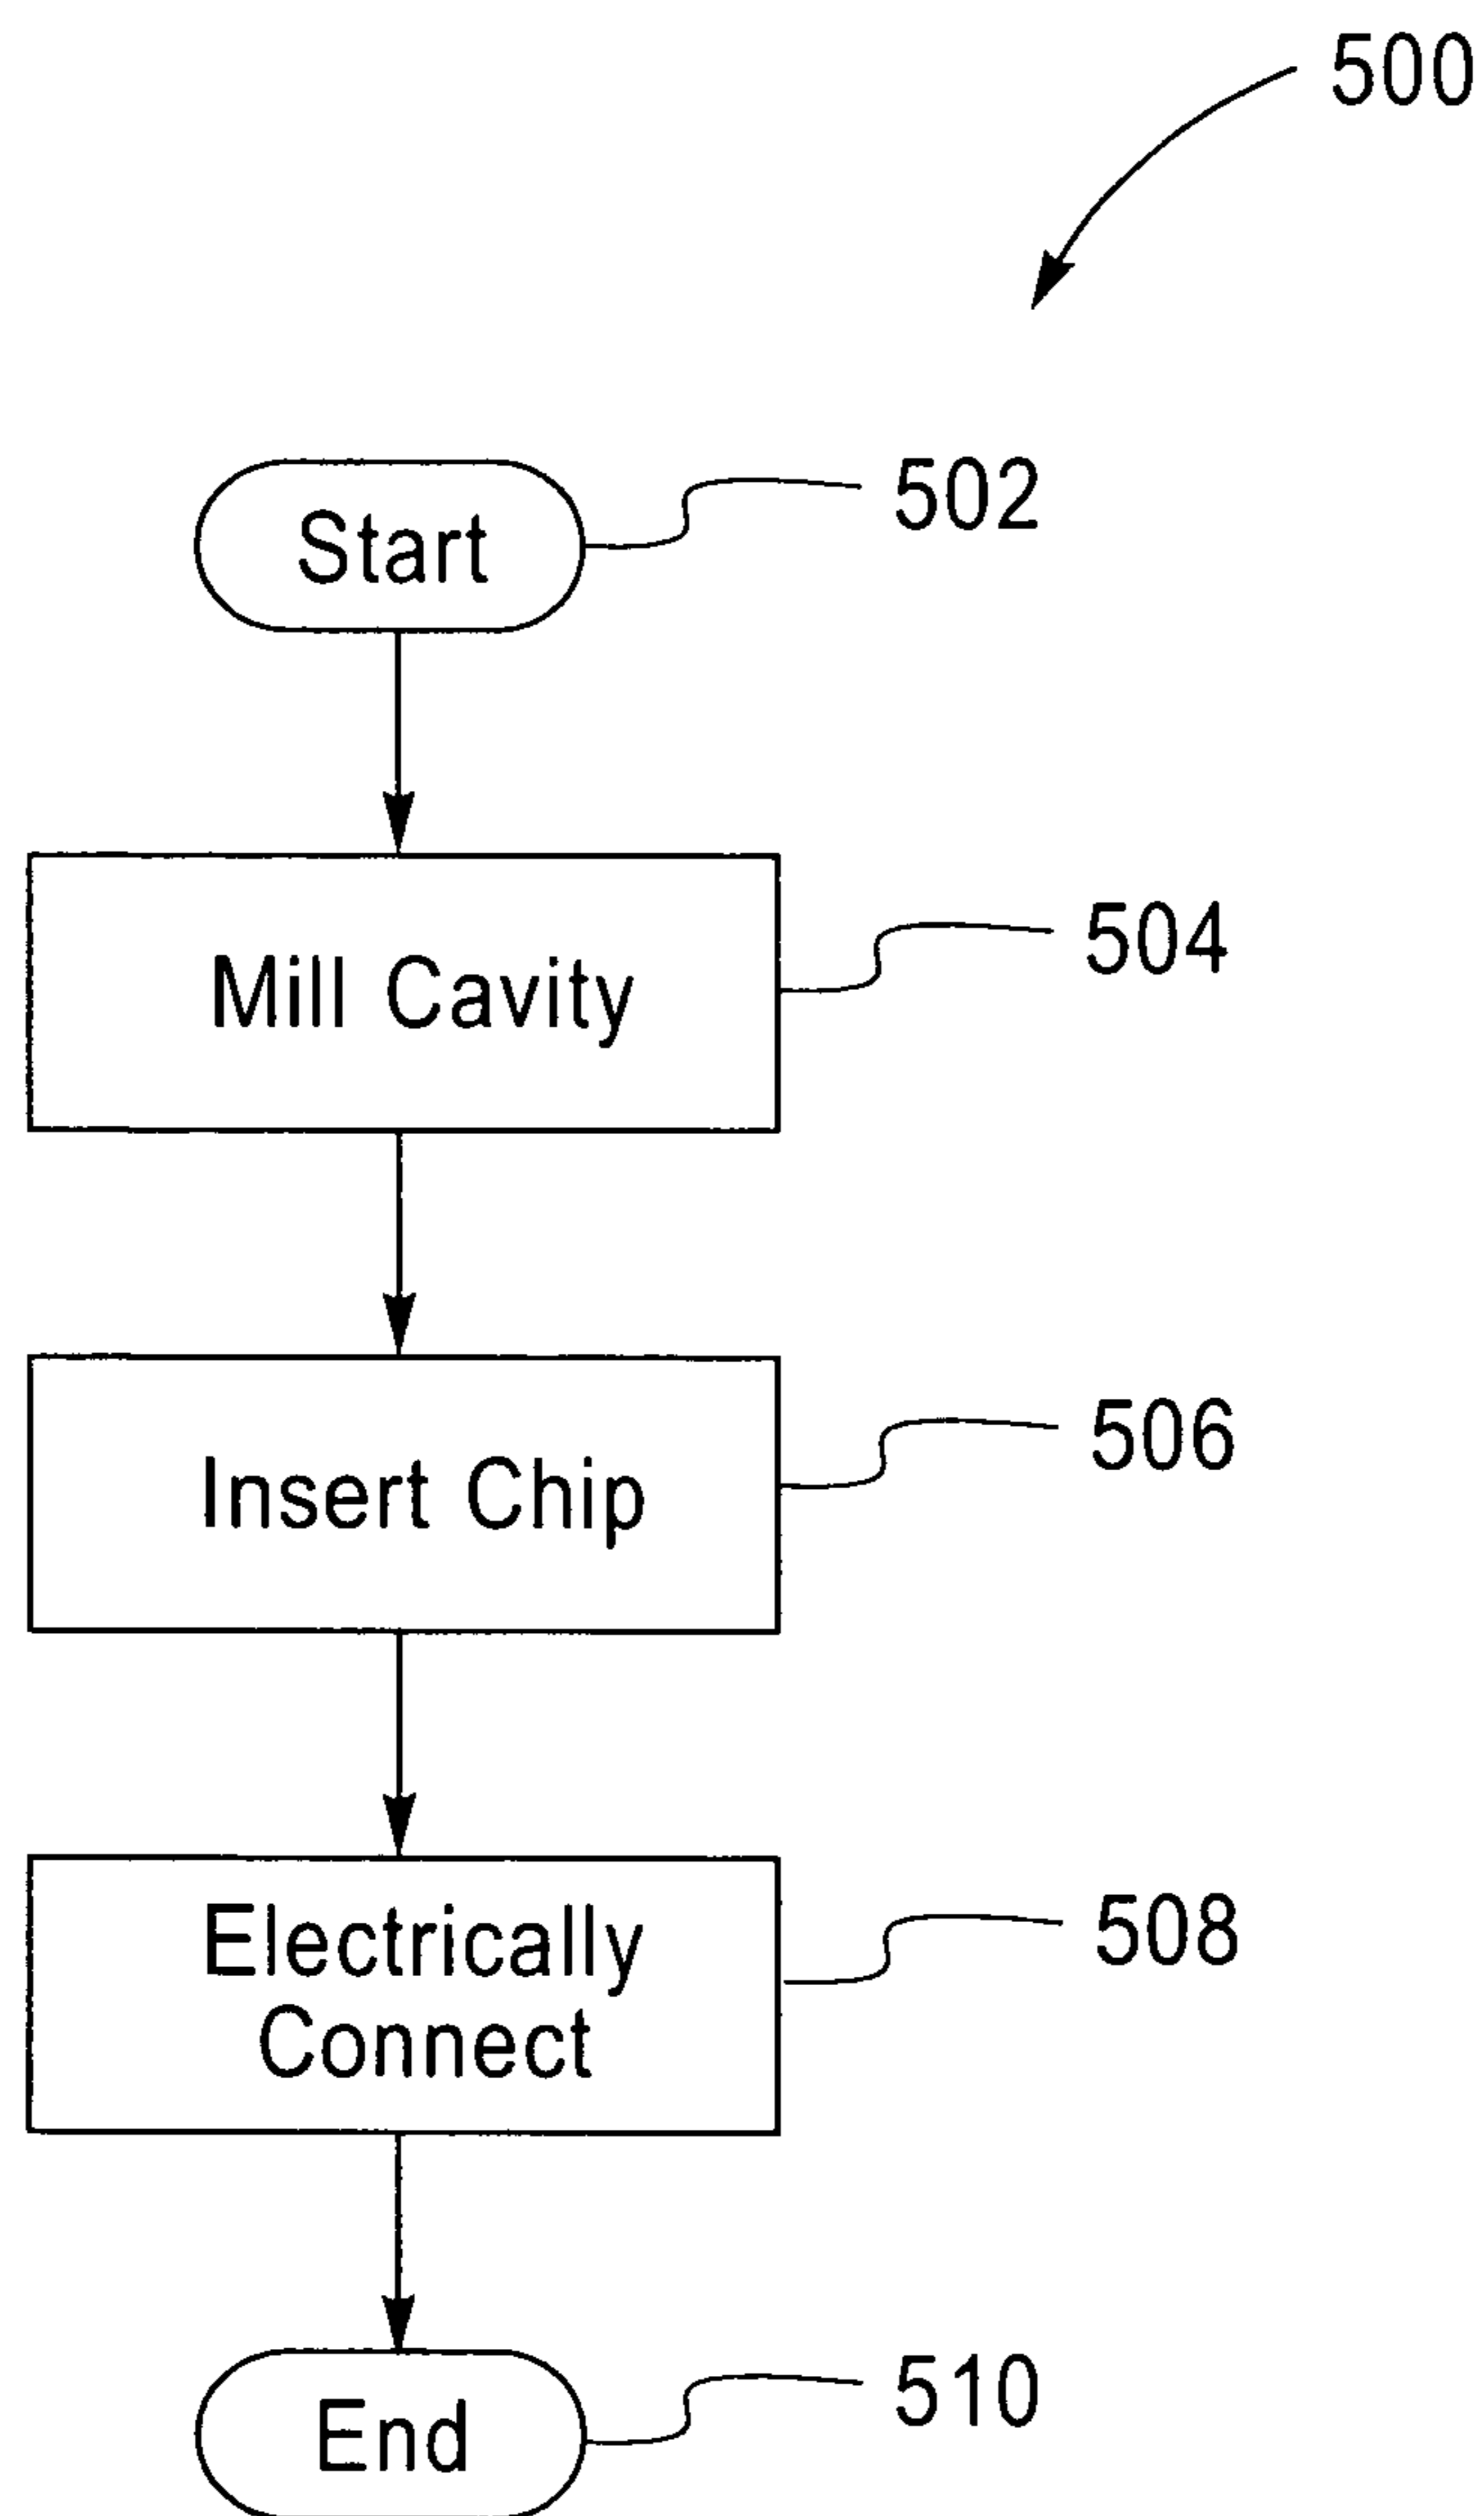 500
Start
502
Mill Cavity
504
Insert Chip
506
Electrically
Connect
508
End
510